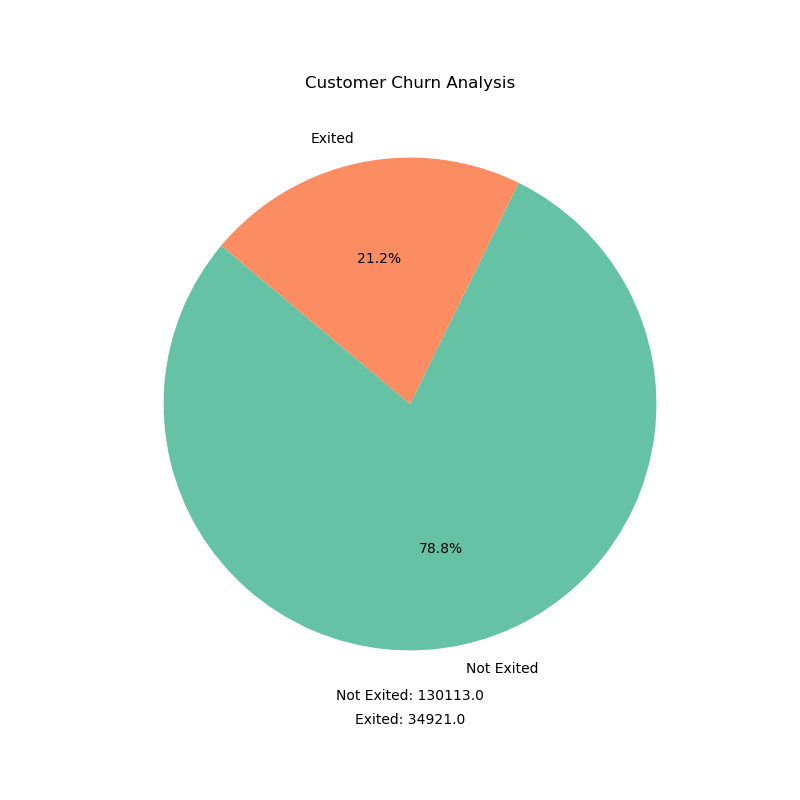 Customer Churn Analysis
Exited
21.2%
78.8%
Not Exited
Not Exited: 130113.0
Exited: 34921.0